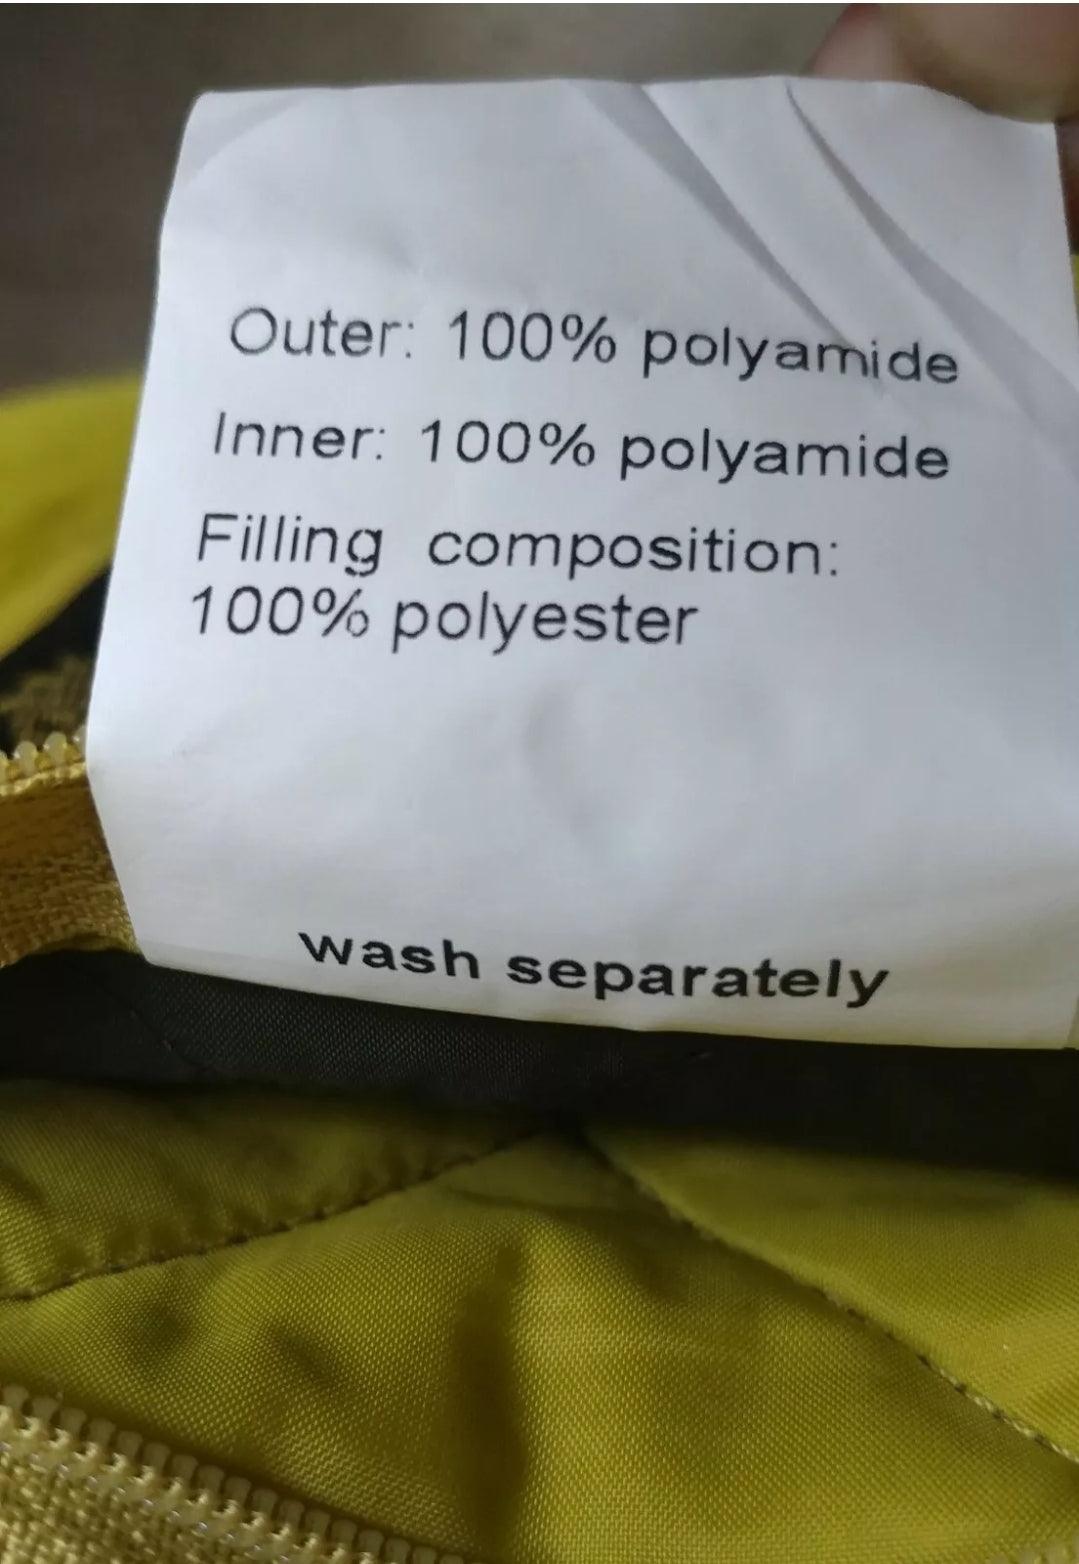 Outer: 100% polyamide
Inner: 100% polyamide
Filling composition:
100% polyester
wash separately